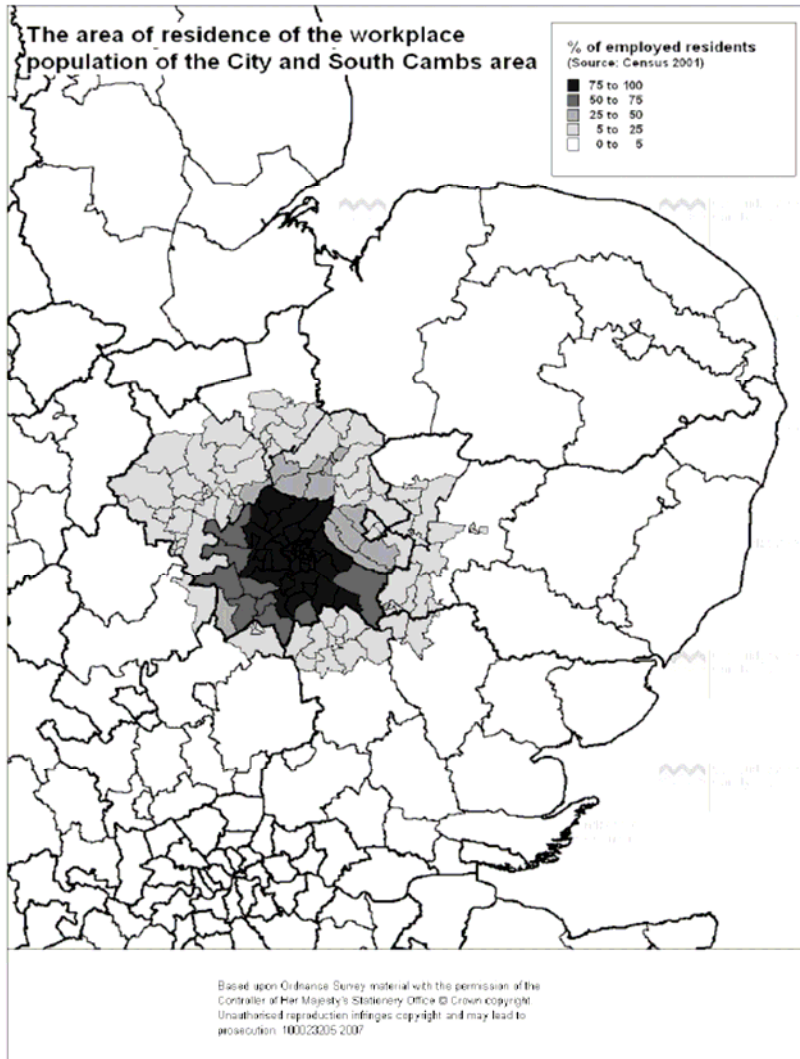 The area of residence of the workplace
population of the City and South Cambs area
% of employed residents
(Source: Census 2001)
75 to 100
50 to 75
25 to 50
5 to 25
0 to 5
Based upon Ordnance Survey material with the permission of the
Controller of Her Majesty's Stationery Office © Crown copyright
Unauthorised reproduction infringes copyright and may lead to
prosecution 100023205 2007